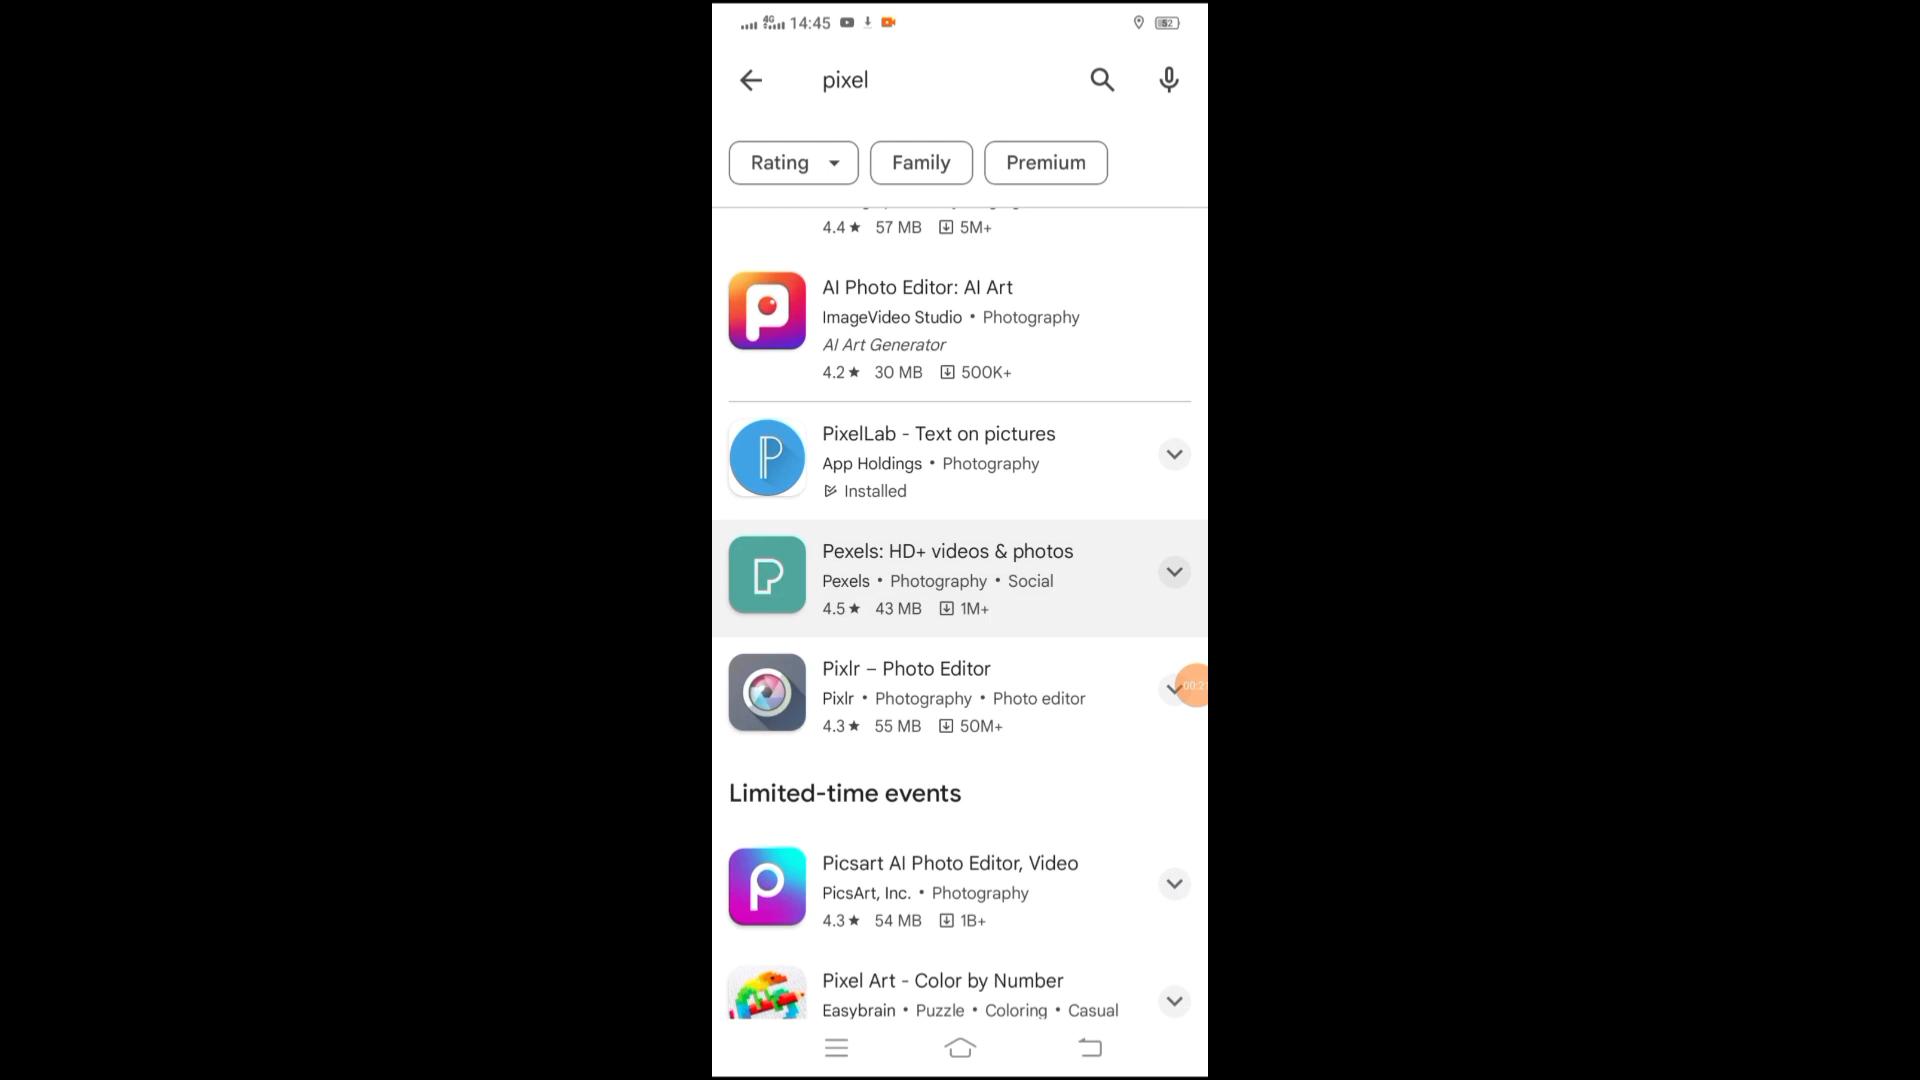 4G 14:45 52
pixel
Rating Family Premium
4.4★ 57 MB 5M+
AI Photo Editor: AI Art
ImageVideo Studio • Photography
AI Art Generator
4.2★ 30 MB 500K+
PixelLab - Text on pictures
App Holdings • Photography
Installed
Pexels: HD+ videos & photos
Pexels • Photography • Social
4.5★ 43 MB 1M+
Pixlr – Photo Editor
Pixlr • Photography • Photo editor
00:21
4.3★ 55 MB 50M+
Limited-time events
Picsart AI Photo Editor, Video
PicsArt, Inc. • Photography
4.3★ 54 MB 1B+
Pixel Art - Color by Number
Easybrain • Puzzle • Coloring • Casual